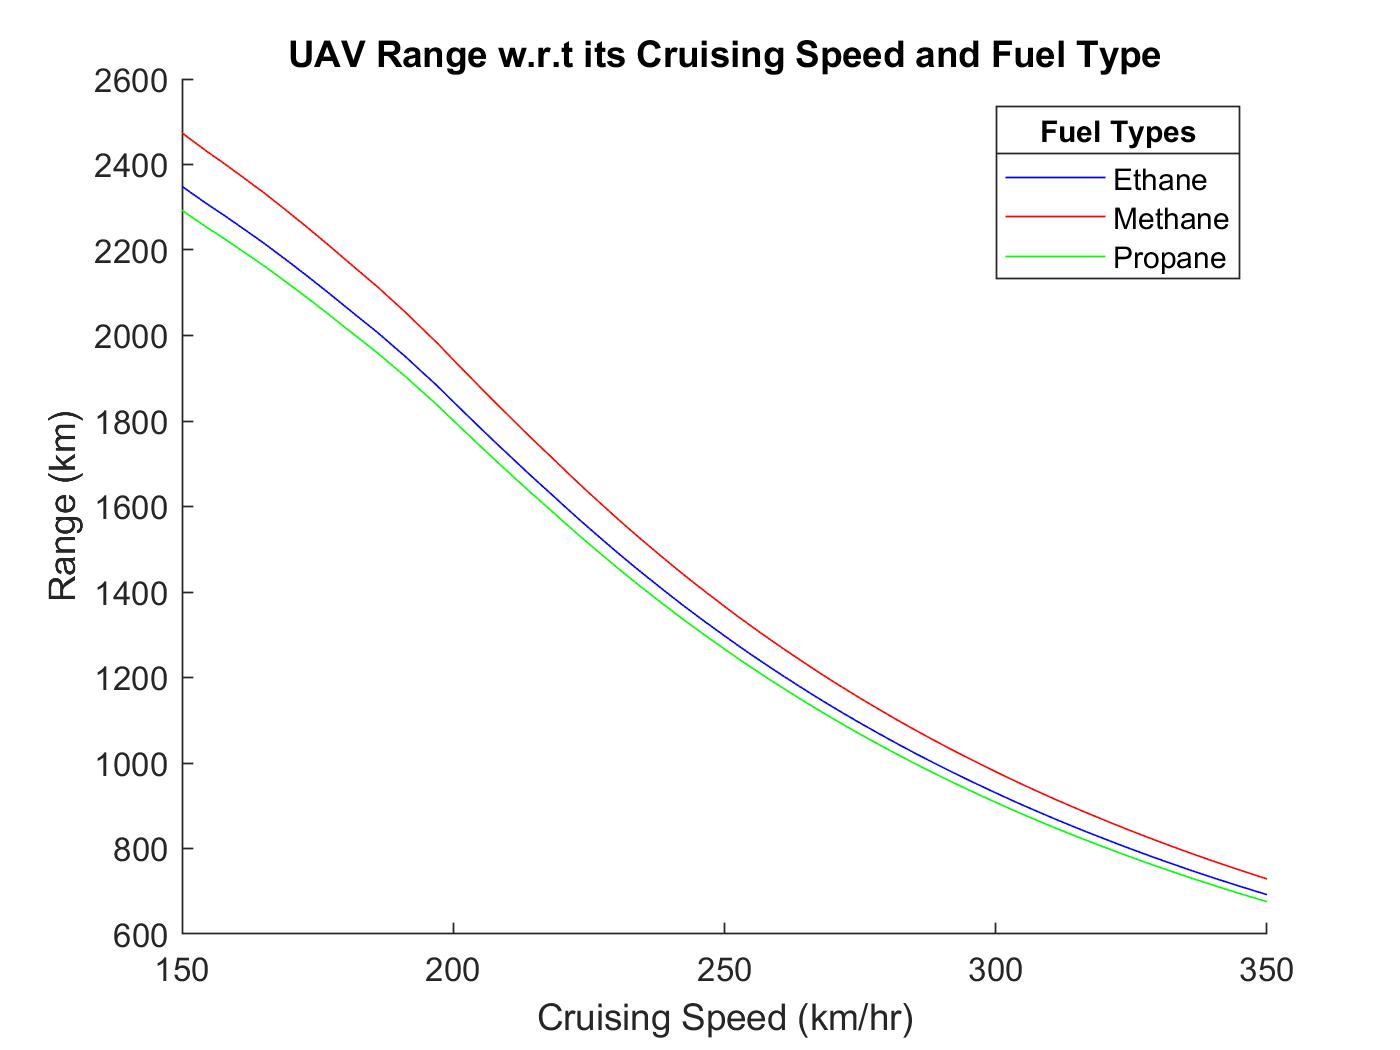 UAV Range w.r.t its Cruising Speed and Fuel Type
2600
2400
2200
2000
1800
1600
1400
1200
1000
800
600
Range (km)
Fuel Types
Ethane
Methane
Propane
150 200 250 300 350
Cruising Speed (km/hr)